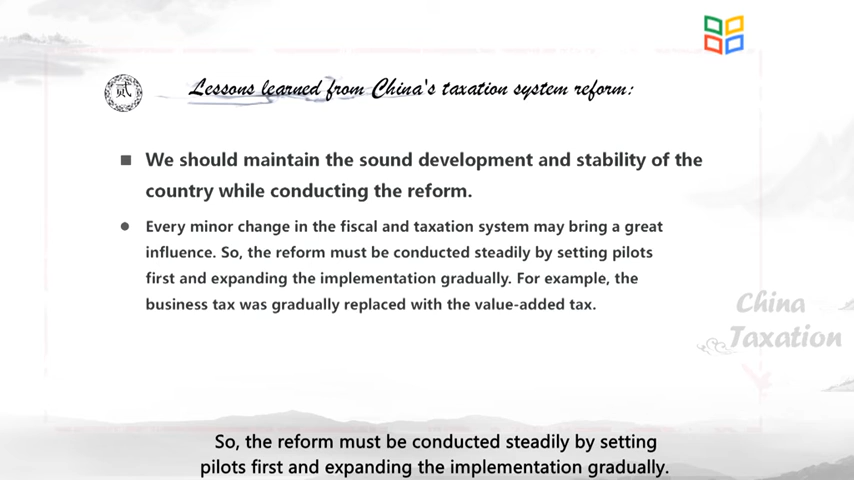 贰
Lessons learned from China's taxation system reform:
■ We should maintain the sound development and stability of the
country while conducting the reform.
● Every minor change in the fiscal and taxation system may bring a great
influence. So, the reform must be conducted steadily by setting pilots
first and expanding the implementation gradually. For example, the
business tax was gradually replaced with the value-added tax.
China
Taxation
So, the reform must be conducted steadily by setting
pilots first and expanding the implementation gradually.